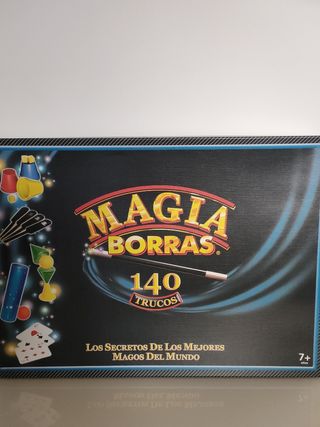 MAGIA
BORRAS®
140
TRUCOS
LOS SECRETOS DE LOS MEJORES
MAGOS DEL MUNDO
7+